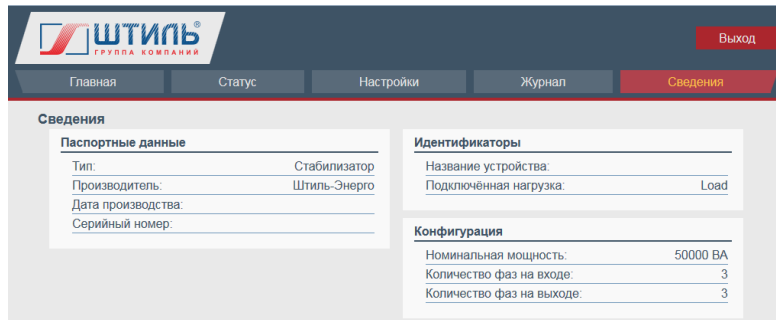 ШТИЛЬ®
ГРУППА КОМПАНИЙ
Выход
Главная Статус Настройки Журнал Сведения
Сведения
Паспортные данные
Тип: Стабилизатор
Производитель: Штиль-Энерго
Дата производства:
Серийный номер:
Идентификаторы
Название устройства:
Подключённая нагрузка: Load
Конфигурация
Номинальная мощность: 50000 ВА
Количество фаз на входе: 3
Количество фаз на выходе: 3